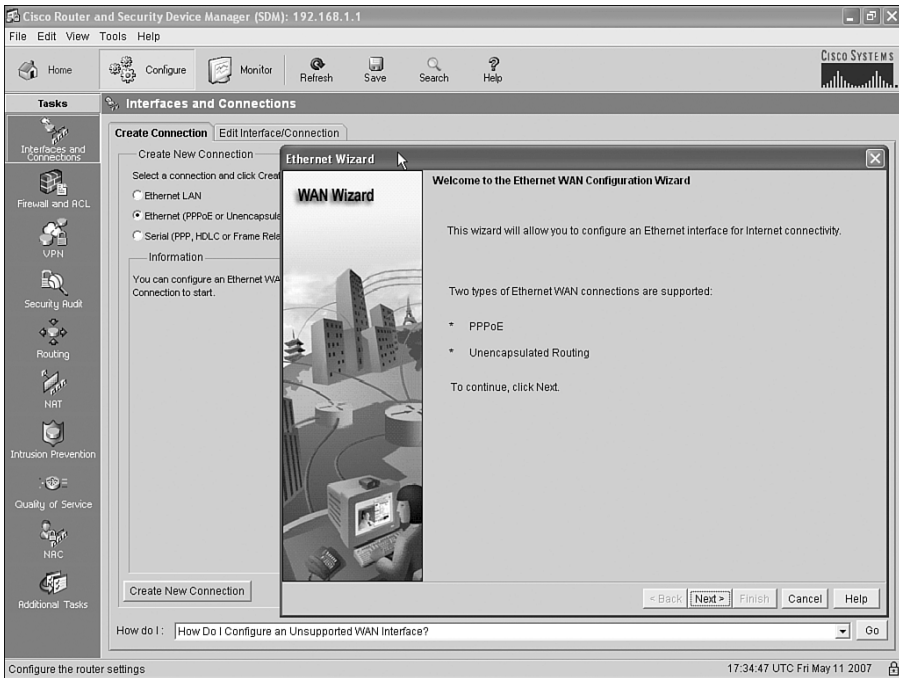 Cisco Router and Security Device Manager (SDM): 192.168.1.1
File Edit View Tools Help
Home Configure Monitor Refresh Save Search Help
CISCO SYSTEMS
Tasks
Interfaces and Connections
Interfaces and Connections
Firewall and ACL
VPN
Security Audit
Routing
NAT
Intrusion Prevention
Quality of Service
NAC
Additional Tasks
Create Connection Edit Interface/Connection
Create New Connection
Select a connection and click Creat
Ethernet LAN
Ethernet (PPPoE or Unencapsula
Serial (PPP, HDLC or Frame Rele
Information
You can configure an Ethernet WA
Connection to start.
Create New Connection
Ethernet Wizard
WAN Wizard
Welcome to the Ethernet WAN Configuration Wizard
This wizard will allow you to configure an Ethernet interface for Internet connectivity.
Two types of Ethernet WAN connections are supported:
* PPPoE
* Unencapsulated Routing
To continue, click Next.
< Back Next > Finish Cancel Help
How do I: How Do I Configure an Unsupported WAN Interface? Go
Configure the router settings 17:34:47 UTC Fri May 11 2007